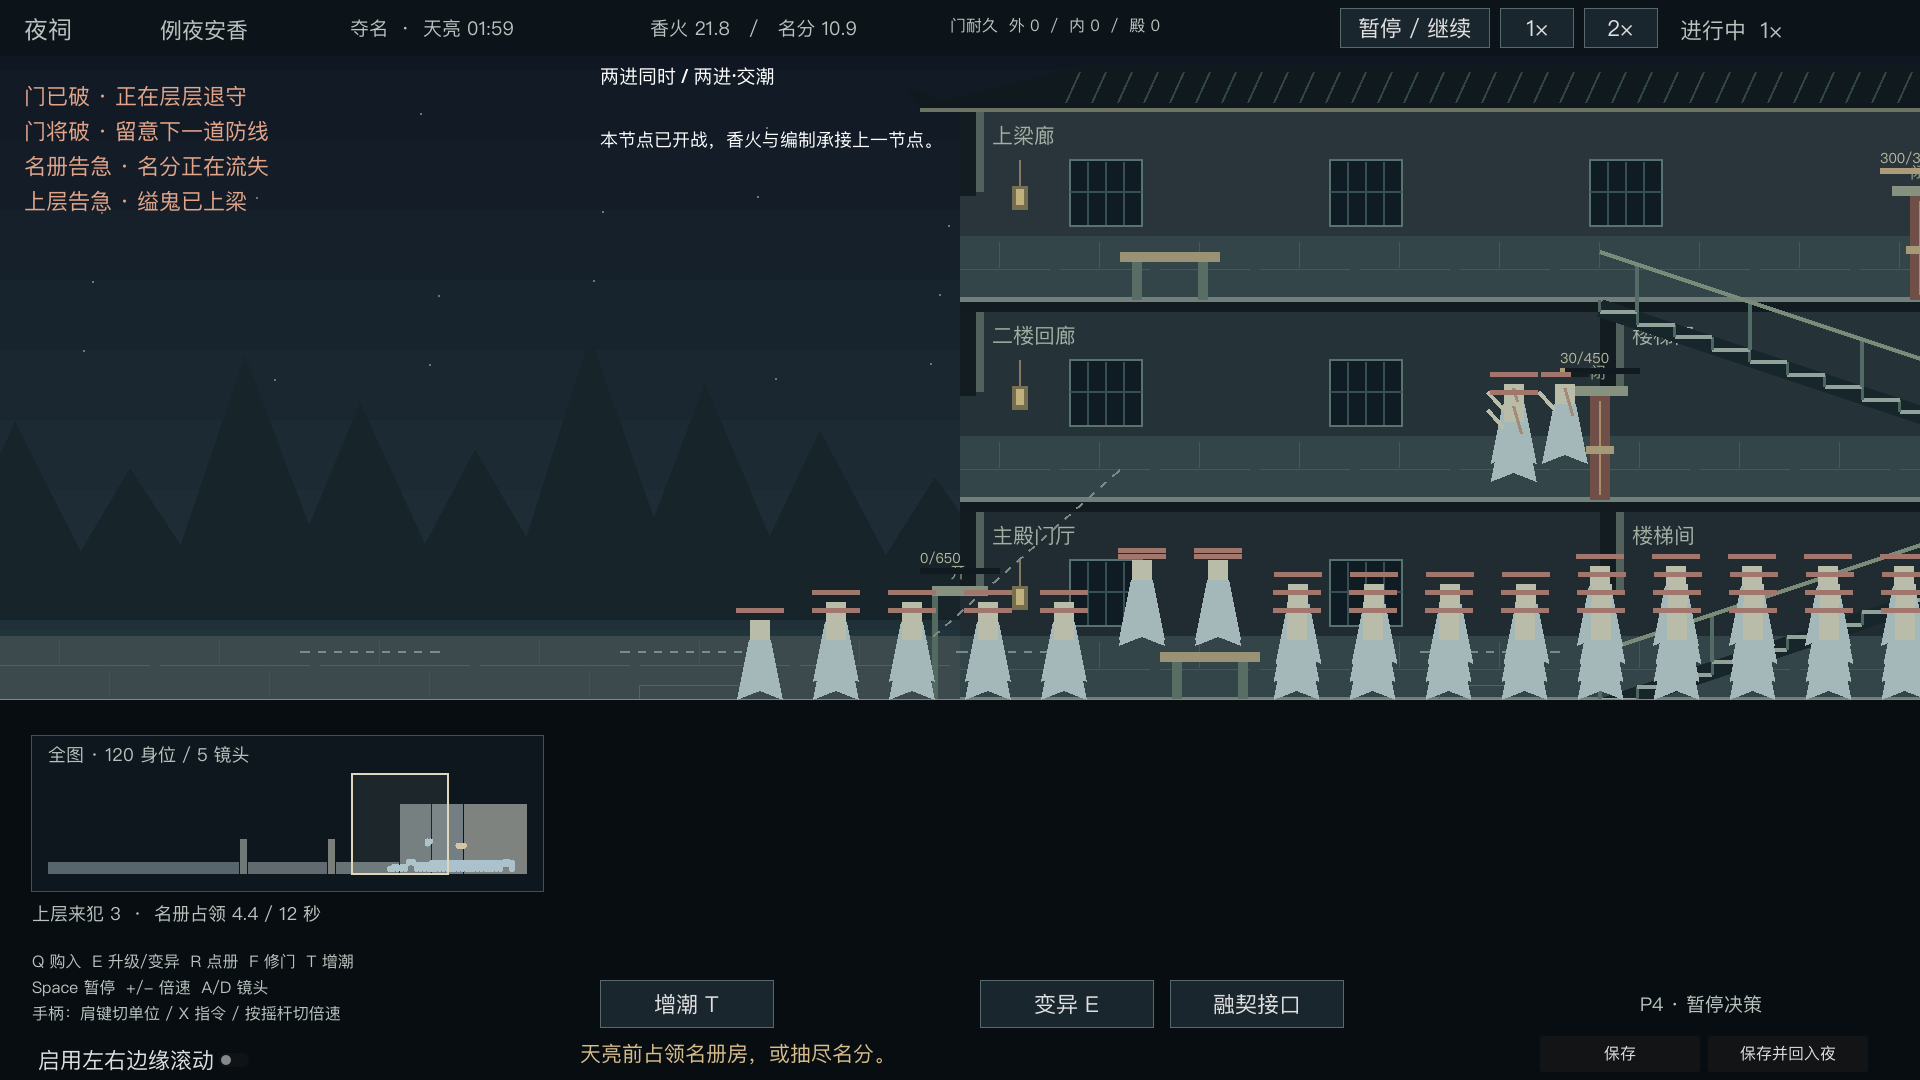 夜祠
例夜安香
夺名 · 天亮 01:59
香火 21.8 / 名分 10.9
门耐久 外 0 / 内 0 / 殿 0
暂停 / 继续
1×
2×
进行中 1×
两进同时 / 两进·交潮
门已破 · 正在层层退守
门将破 · 留意下一道防线
名册告急 · 名分正在流失
上层告急 · 缢鬼已上梁
本节点已开战，香火与编制承接上一节点。
上梁廊
300/3
二楼回廊
30/450
闭
主殿门厅
楼梯间
0/650
全图 · 120 身位 / 5 镜头
上层来犯 3 · 名册占领 4.4 / 12 秒
Q 购入 E 升级/变异 R 点册 F 修门 T 增潮
Space 暂停 +/− 倍速 A/D 镜头
手柄：肩键切单位 / X 指令 / 按摇杆切倍速
启用左右边缘滚动
增潮 T
变异 E
融契接口
P4 · 暂停决策
天亮前占领名册房，或抽尽名分。
保存
保存并回入夜